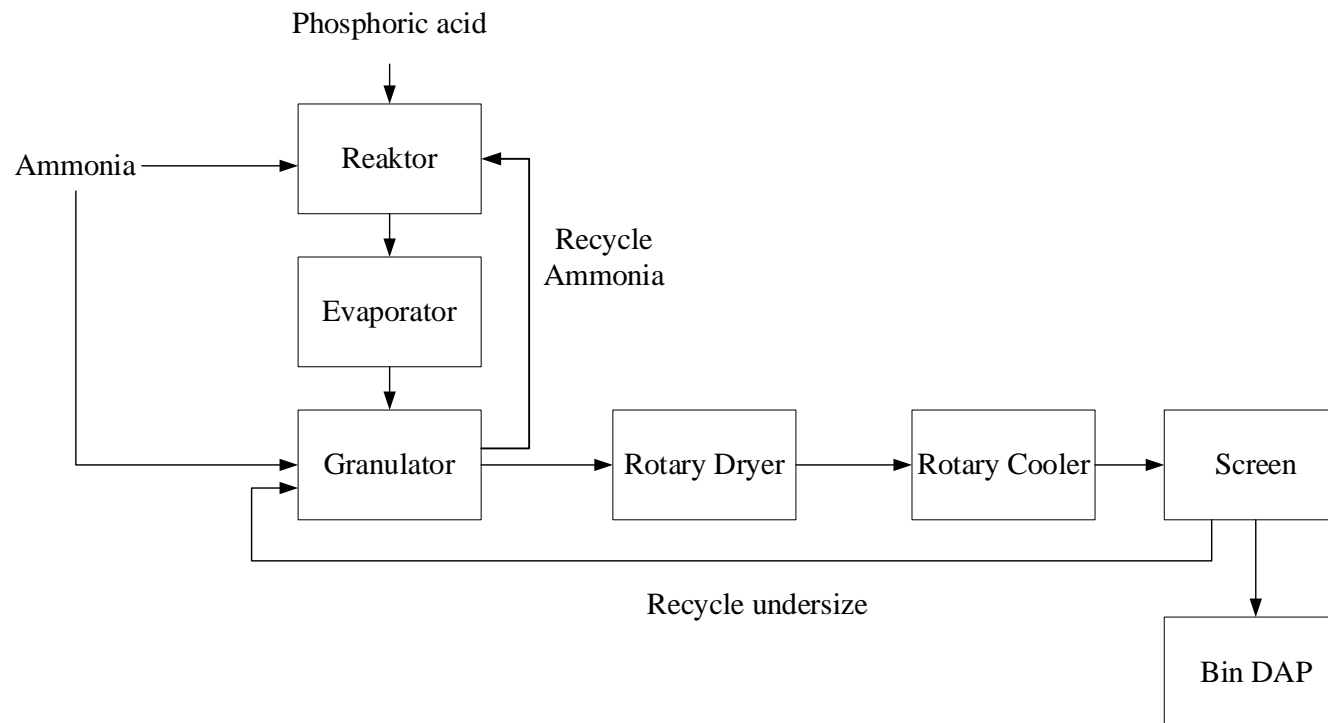 Phosphoric acid
Reaktor
Ammonia
Recycle
Ammonia
Evaporator
Granulator
Rotary Dryer
Rotary Cooler
Screen
Recycle undersize
Bin DAP